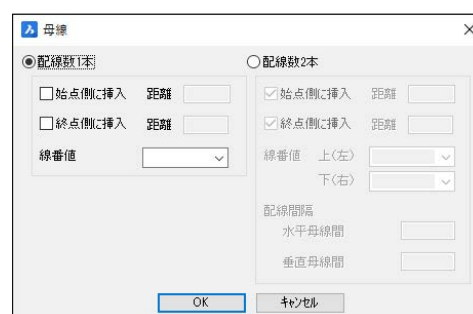 母線
配線数1本
始点側に挿入 距離
終点側に挿入 距離
線番値
配線数2本
始点側に挿入 距離
終点側に挿入 距離
線番値 上(左)
下(右)
配線間隔
水平母線間
垂直母線間
OK キャンセル